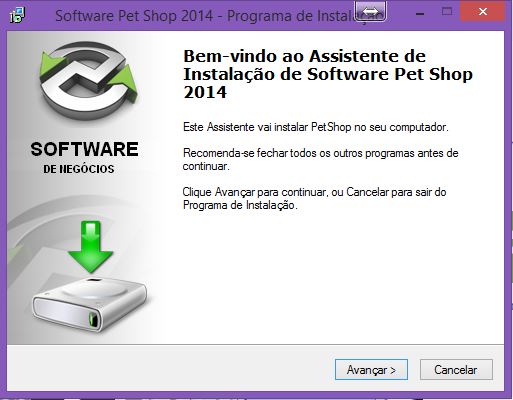 Software Pet Shop 2014 - Programa de Instalação
Bem-vindo ao Assistente de
Instalação de Software Pet Shop
2014
Este Assistente vai instalar PetShop no seu computador.
Recomenda-se fechar todos os outros programas antes de
continuar.
Clique Avançar para continuar, ou Cancelar para sair do
Programa de Instalação.
SOFTWARE
DE NEGÓCIOS
Avançar >
Cancelar